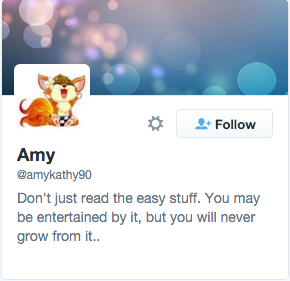 Follow
Amy
@amykathy90
Don't just read the easy stuff. You may
be entertained by it, but you will never
grow from it..